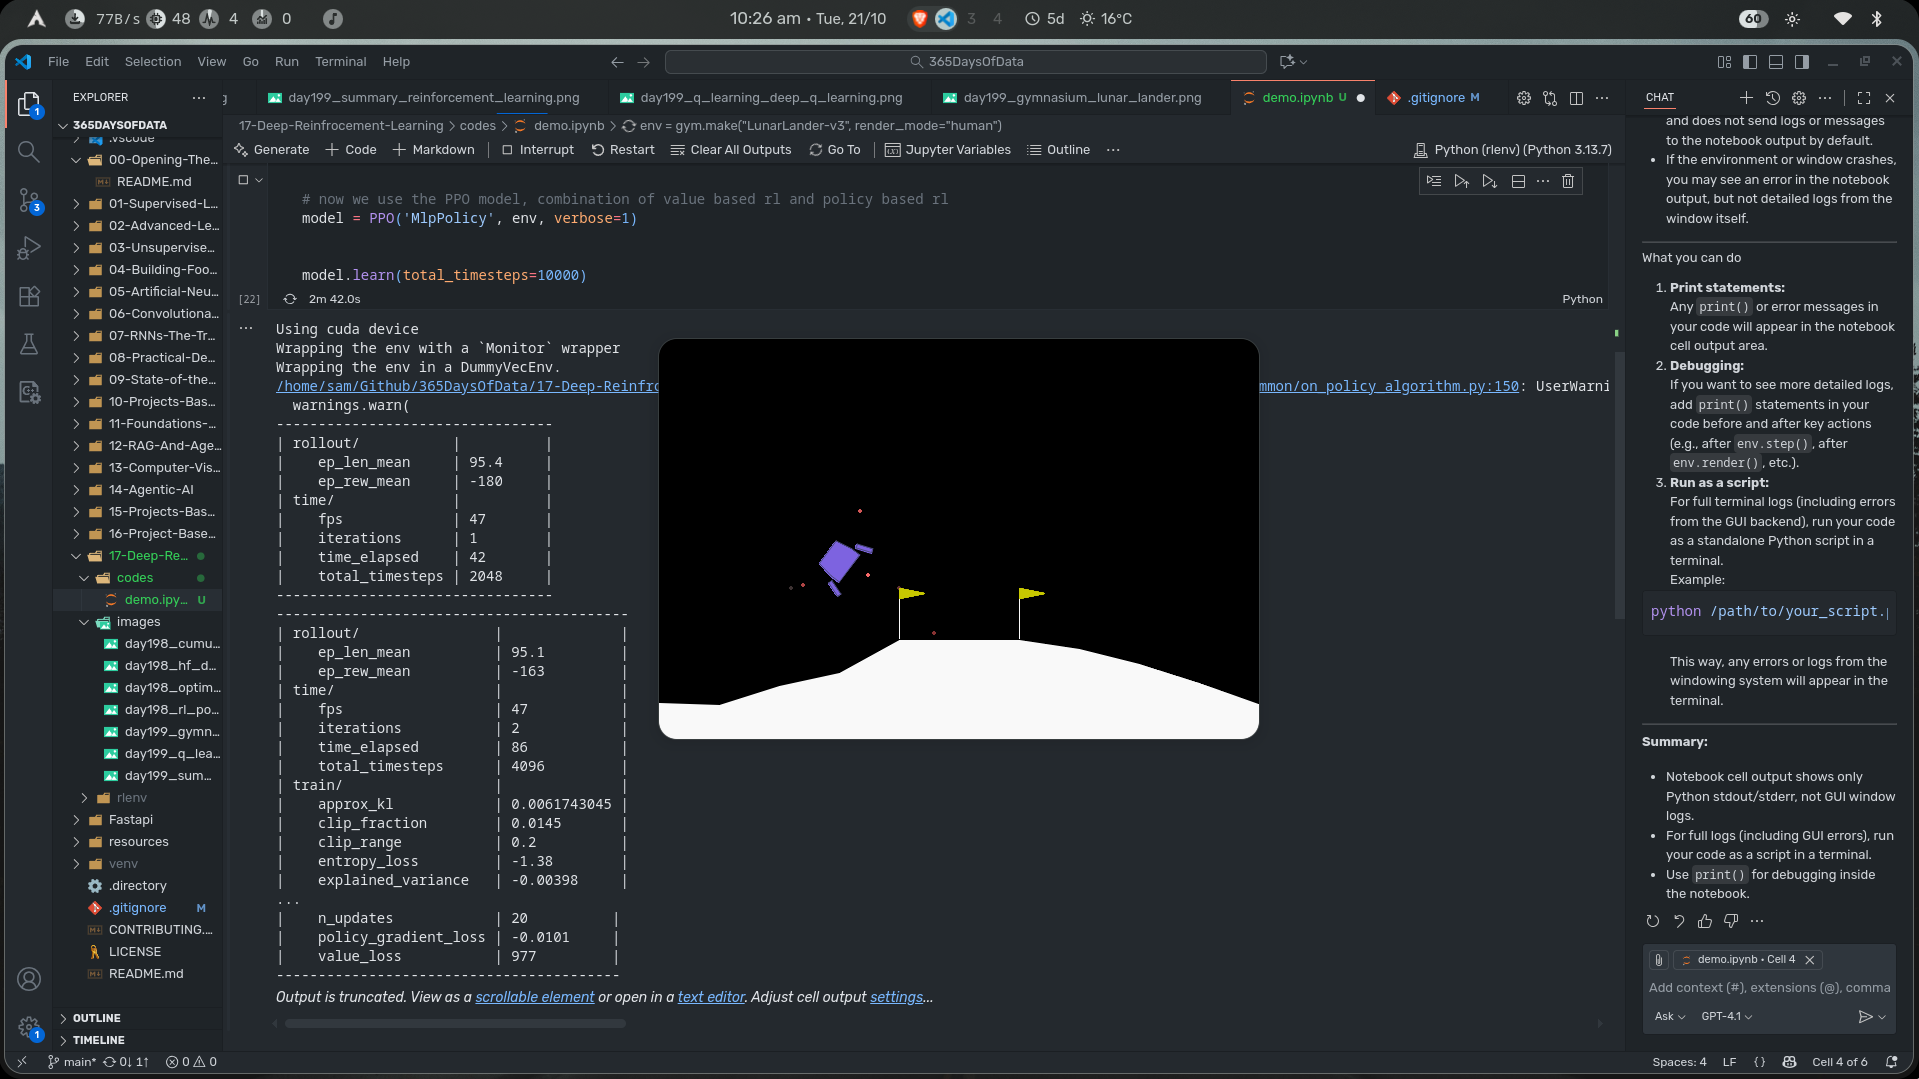 77B/s 48 4 0
10:26 am • Tue, 21/10
3 4 5d 16°C
60
File Edit Selection View Go Run Terminal Help
365DaysOfData
EXPLORER
day199_summary_reinforcement_learning.png
day199_q_learning_deep_q_learning.png
day199_gymnasium_lunar_lander.png
demo.ipynb U
.gitignore M
CHAT
17-Deep-Reinfrocement-Learning > codes > demo.ipynb > env = gym.make("LunarLander-v3", render_mode="human")
Generate + Code + Markdown Interrupt Restart Clear All Outputs Go To Jupyter Variables Outline ...
Python (rlenv) (Python 3.13.7)
365DAYSOFDATA
.vscode
00-Opening-The...
README.md
01-Supervised-L...
02-Advanced-Le...
03-Unsupervise...
04-Building-Foo...
05-Artificial-Neu...
06-Convolutiona...
07-RNNs-The-Tr...
08-Practical-De...
09-State-of-the...
10-Projects-Bas...
11-Foundations-...
12-RAG-And-Age...
13-Computer-Vis...
14-Agentic-AI
15-Projects-Bas...
16-Project-Base...
17-Deep-Re...
codes
demo.ipy... U
images
day198_cumu...
day198_hf_d...
day198_optim...
day198_rl_po...
day199_gymn...
day199_q_lea...
day199_sum...
rlenv
Fastapi
resources
venv
.directory
.gitignore M
CONTRIBUTING....
LICENSE
README.md
OUTLINE
TIMELINE
# now we use the PPO model, combination of value based rl and policy based rl
model = PPO('MlpPolicy', env, verbose=1)
model.learn(total_timesteps=10000)
[22] 2m 42.0s Python
Using cuda device
Wrapping the env with a `Monitor` wrapper
Wrapping the env in a DummyVecEnv.
/home/sam/Github/365DaysOfData/17-Deep-Reinfro
mmon/on_policy_algorithm.py:150: UserWarni
warnings.warn(
---------------------------------
| rollout/ | |
| ep_len_mean | 95.4 |
| ep_rew_mean | -180 |
| time/ | |
| fps | 47 |
| iterations | 1 |
| time_elapsed | 42 |
| total_timesteps | 2048 |
---------------------------------
------------------------------------------
| rollout/ | |
| ep_len_mean | 95.1 |
| ep_rew_mean | -163 |
| time/ | |
| fps | 47 |
| iterations | 2 |
| time_elapsed | 86 |
| total_timesteps | 4096 |
| train/ | |
| approx_kl | 0.0061743045 |
| clip_fraction | 0.0145 |
| clip_range | 0.2 |
| entropy_loss | -1.38 |
| explained_variance | -0.00398 |
...
| n_updates | 20 |
| policy_gradient_loss | -0.0101 |
| value_loss | 977 |
-----------------------------------------
Output is truncated. View as a scrollable element or open in a text editor. Adjust cell output settings...
and does not send logs or messages
to the notebook output by default.
• If the environment or window crashes,
you may see an error in the notebook
output, but not detailed logs from the
window itself.
What you can do
1. Print statements:
Any print() or error messages in
your code will appear in the notebook
cell output area.
2. Debugging:
If you want to see more detailed logs,
add print() statements in your
code before and after key actions
(e.g., after env.step(), after
env.render(), etc.).
3. Run as a script:
For full terminal logs (including errors
from the GUI backend), run your code
as a standalone Python script in a
terminal.
Example:
python /path/to/your_script.
This way, any errors or logs from the
windowing system will appear in the
terminal.
Summary:
• Notebook cell output shows only
Python stdout/stderr, not GUI window
logs.
• For full logs (including GUI errors), run
your code as a script in a terminal.
• Use print() for debugging inside
the notebook.
demo.ipynb • Cell 4
Add context (#), extensions (@), comma
Ask GPT-4.1
main* 0↓ 1↑ 0 0
Spaces: 4 LF {} Cell 4 of 6